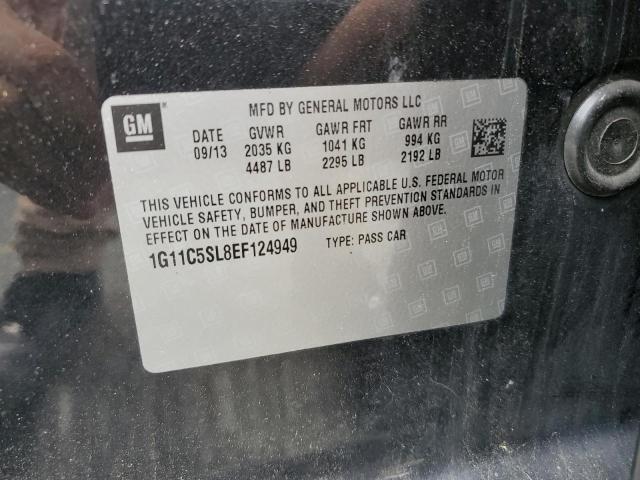 GM
MFD BY GENERAL MOTORS LLC
DATE GVWR GAWR FRT GAWR RR
09/13 2035 KG 1041 KG 994 KG
4487 LB 2295 LB 2192 LB
THIS VEHICLE CONFORMS TO ALL APPLICABLE U.S. FEDERAL MOTOR
VEHICLE SAFETY, BUMPER, AND THEFT PREVENTION STANDARDS IN
EFFECT ON THE DATE OF MANUFACTURE SHOWN ABOVE.
1G11C5SL8EF124949 TYPE: PASS CAR